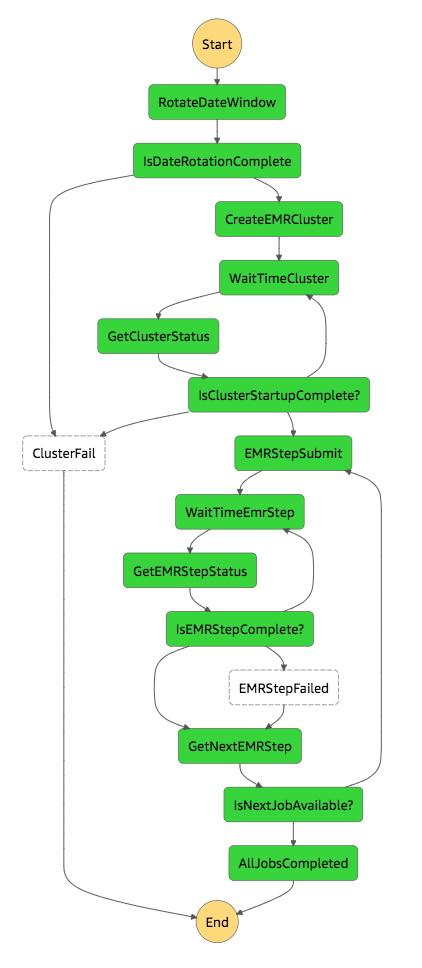 Start
RotateDateWindow
IsDateRotationComplete
CreateEMRCluster
WaitTimeCluster
GetClusterStatus
IsClusterStartupComplete?
ClusterFail
EMRStepSubmit
WaitTimeEmrStep
GetEMRStepStatus
IsEMRStepComplete?
EMRStepFailed
GetNextEMRStep
IsNextJobAvailable?
AllJobsCompleted
End